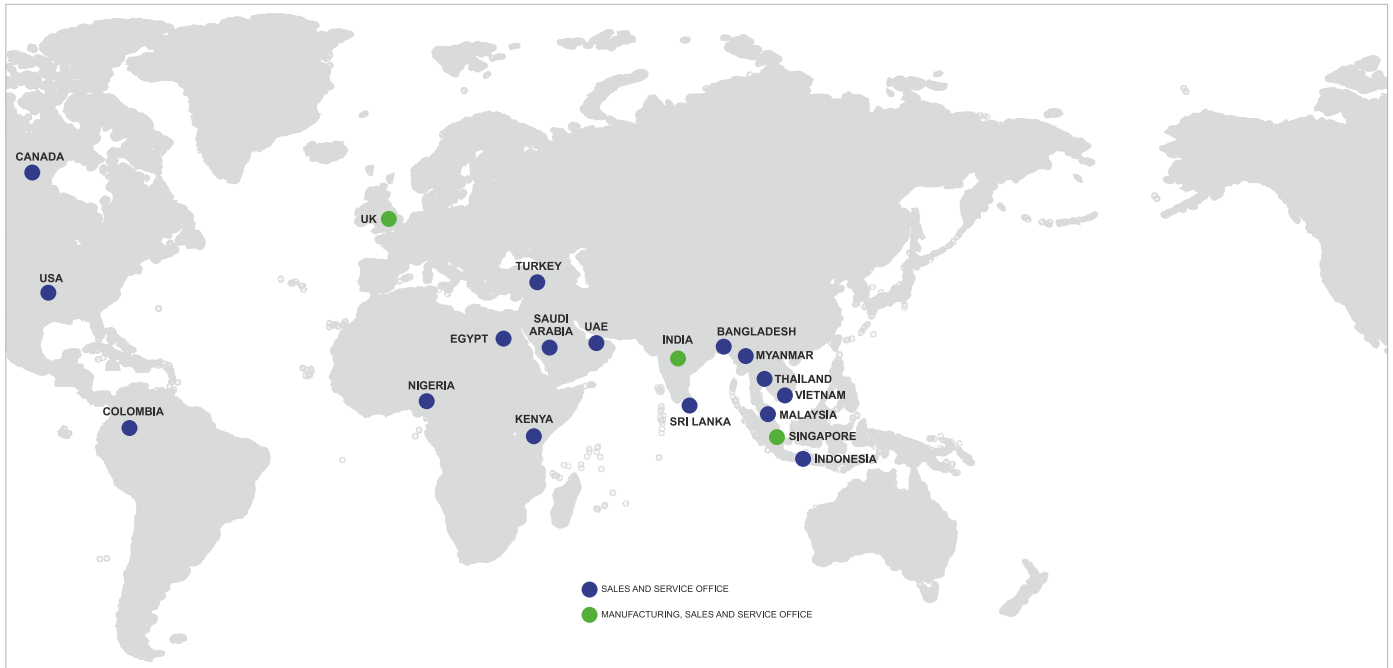 CANADA
UK
USA
TURKEY
SAUDI
ARABIA
UAE
EGYPT
INDIA
BANGLADESH
MYANMAR
THAILAND
NIGERIA
VIETNAM
COLOMBIA
KENYA
SRI LANKA
MALAYSIA
SINGAPORE
INDONESIA
SALES AND SERVICE OFFICE
MANUFACTURING, SALES AND SERVICE OFFICE